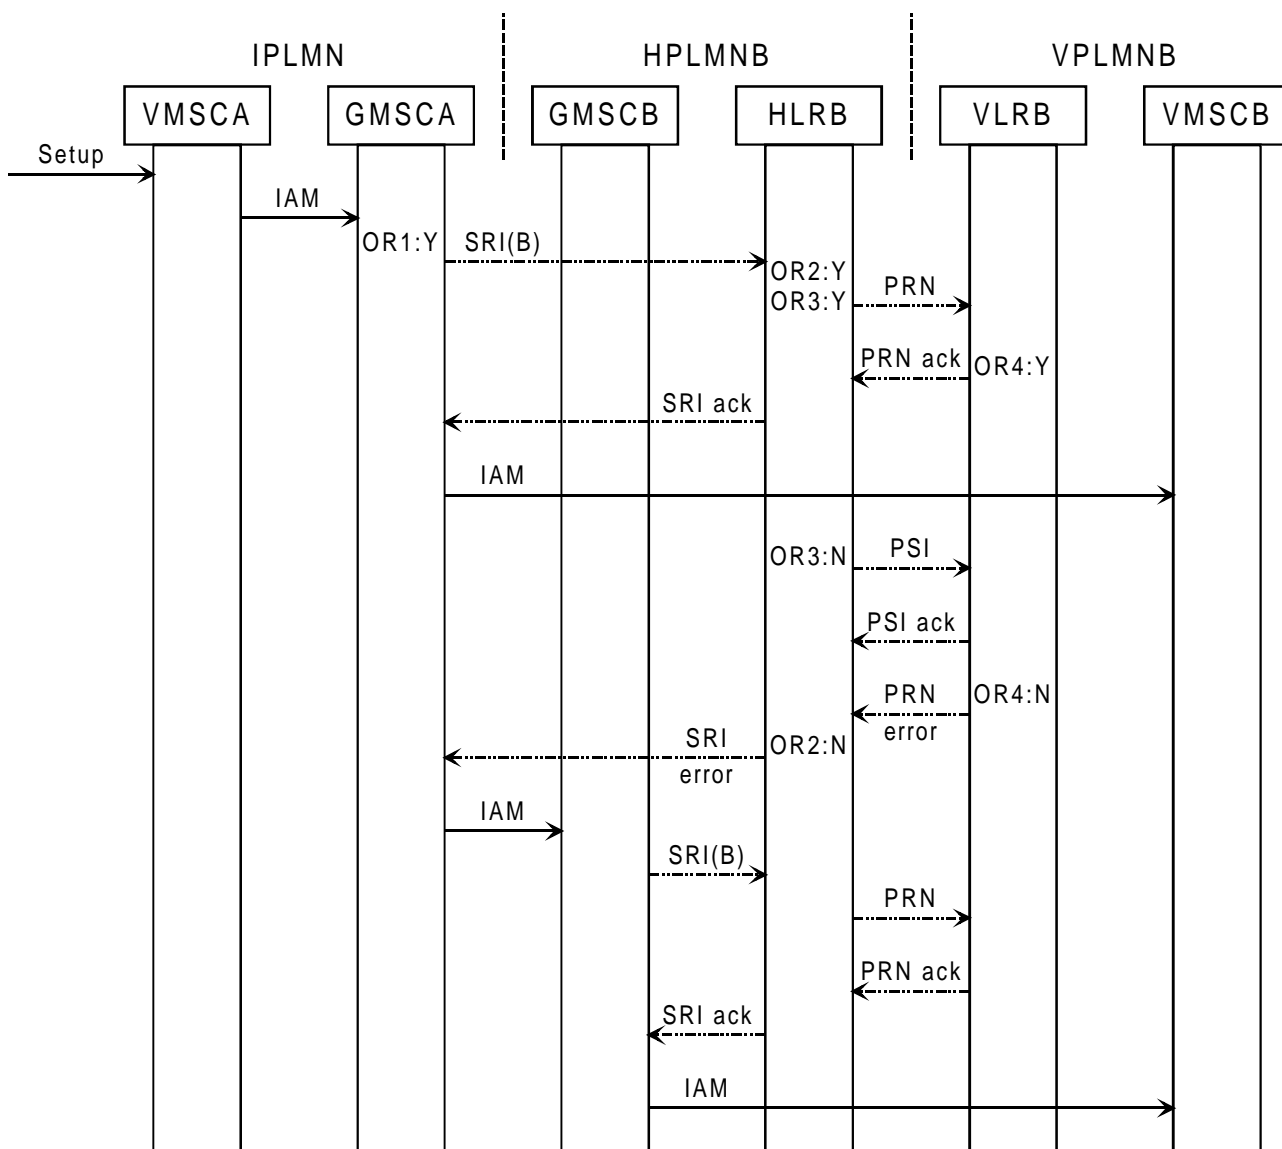 IPLMN HPLMNB VPLMNB
VMSCA GMSCA GMSCB HLRB VLRB VMSCB
Setup
IAM
OR1:Y SRI(B)
OR2:Y
OR3:Y PRN
PRN ack OR4:Y
SRI ack
IAM
OR3:N PSI
PSI ack
PRN OR4:N
error
SRI OR2:N
error
IAM
SRI(B)
PRN
PRN ack
SRI ack
IAM